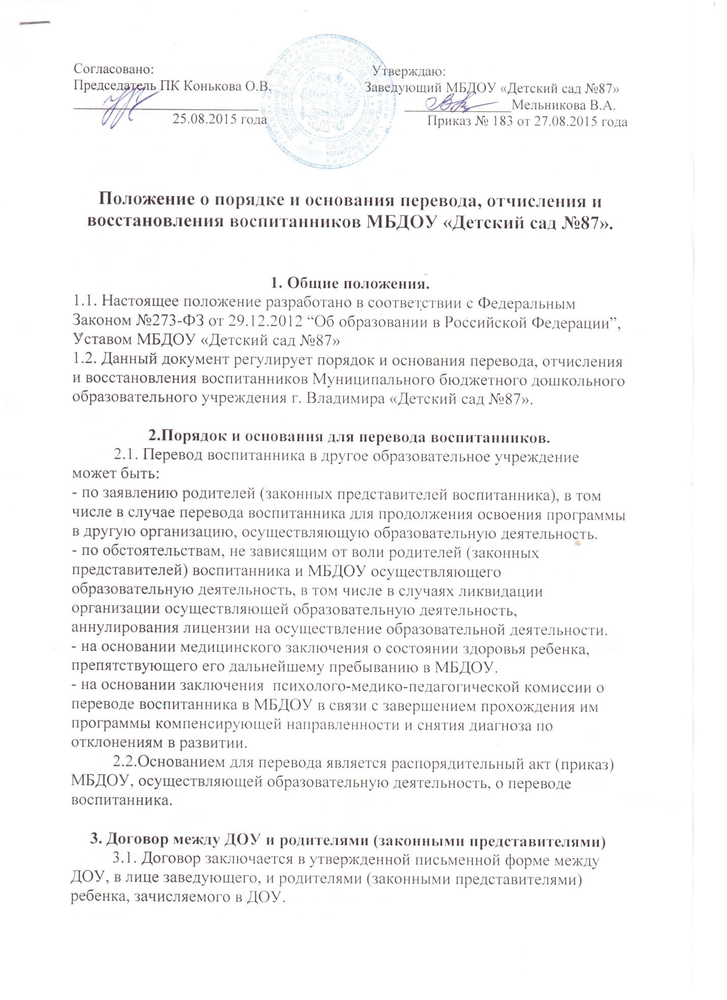 Согласовано: Утверждаю:
Председатель ПК Конькова О.В. Заведующий МБДОУ «Детский сад №87»
Мельникова В.А.
25.08.2015 года Приказ № 183 от 27.08.2015 года
Положение о порядке и основания перевода, отчисления и
восстановления воспитанников МБДОУ «Детский сад №87».
1. Общие положения.
1.1. Настоящее положение разработано в соответствии с Федеральным
Законом №273-ФЗ от 29.12.2012 “Об образовании в Российской Федерации”,
Уставом МБДОУ «Детский сад №87»
1.2. Данный документ регулирует порядок и основания перевода, отчисления
и восстановления воспитанников Муниципального бюджетного дошкольного
образовательного учреждения г. Владимира «Детский сад №87».
2.Порядок и основания для перевода воспитанников.
2.1. Перевод воспитанника в другое образовательное учреждение
может быть:
- по заявлению родителей (законных представителей воспитанника), в том
числе в случае перевода воспитанника для продолжения освоения программы
в другую организацию, осуществляющую образовательную деятельность.
- по обстоятельствам, не зависящим от воли родителей (законных
представителей) воспитанника и МБДОУ осуществляющего
образовательную деятельность, в том числе в случаях ликвидации
организации осуществляющей образовательную деятельность,
аннулирования лицензии на осуществление образовательной деятельности.
- на основании медицинского заключения о состоянии здоровья ребенка,
препятствующего его дальнейшему пребыванию в МБДОУ.
- на основании заключения психолого-медико-педагогической комиссии о
переводе воспитанника в МБДОУ в связи с завершением прохождения им
программы компенсирующей направленности и снятия диагноза по
отклонениям в развитии.
2.2.Основанием для перевода является распорядительный акт (приказ)
МБДОУ, осуществляющей образовательную деятельность, о переводе
воспитанника.
3. Договор между ДОУ и родителями (законными представителями)
3.1. Договор заключается в утвержденной письменной форме между
ДОУ, в лице заведующего, и родителями (законными представителями)
ребенка, зачисляемого в ДОУ.